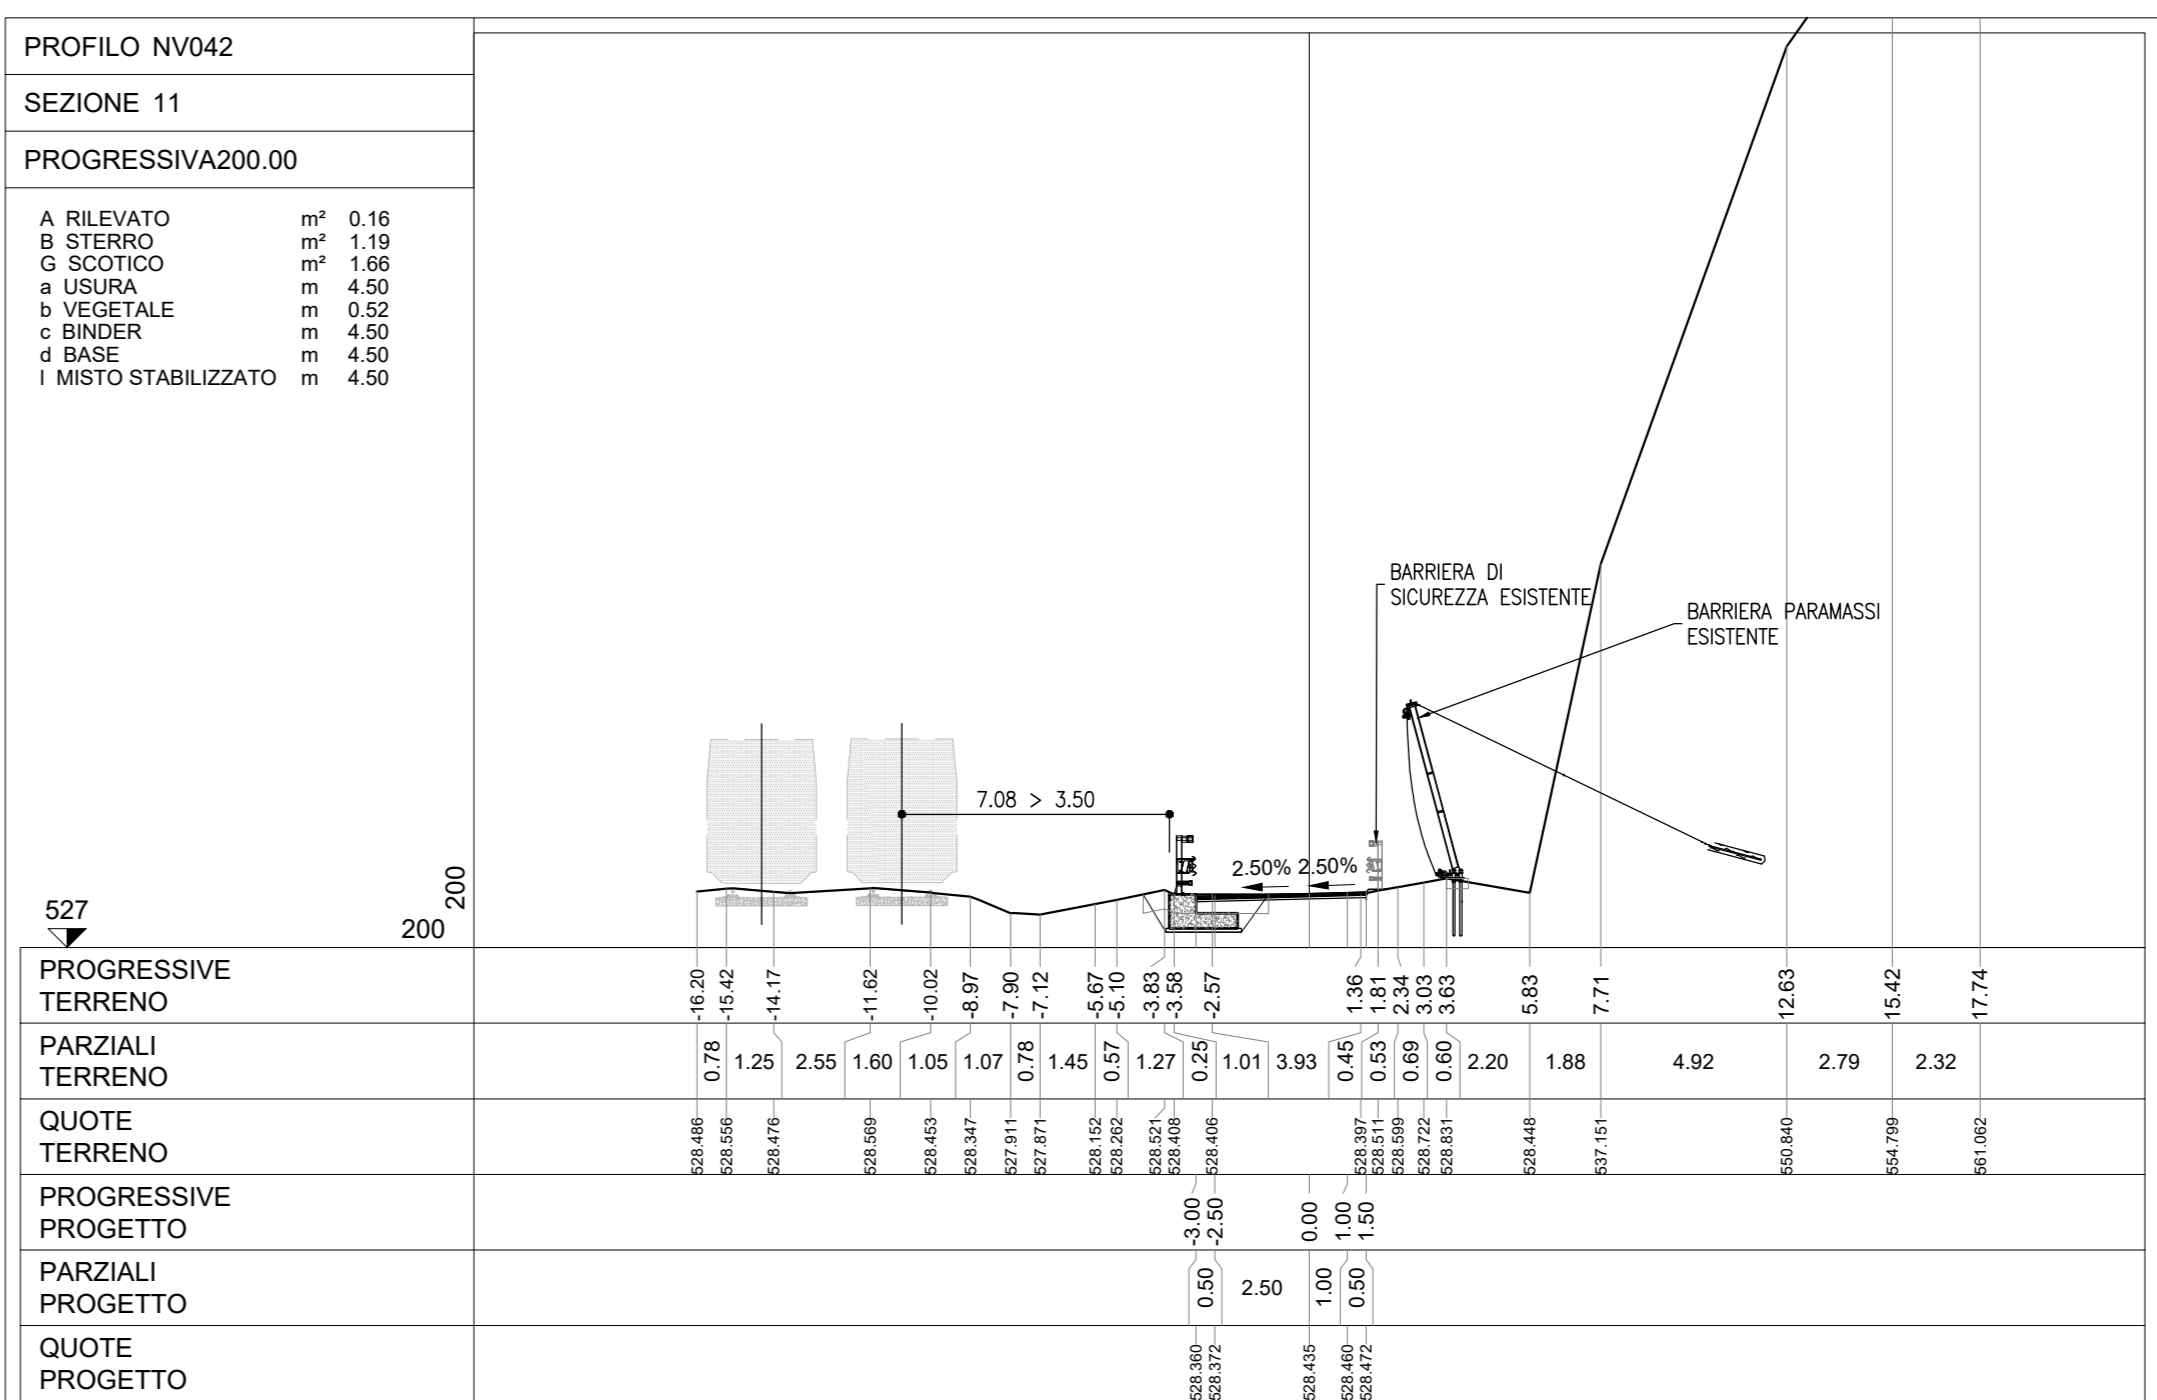 PROFILO NV042
SEZIONE 11
PROGRESSIVA200.00
A RILEVATO m² 0.16
B STERRO m² 1.19
G SCOTICO m² 1.66
a USURA m 4.50
b VEGETALE m 0.52
c BINDER m 4.50
d BASE m 4.50
I MISTO STABILIZZATO m 4.50
BARRIERA DI
SICUREZZA ESISTENTE
BARRIERA PARAMASSI
ESISTENTE
7.08 > 3.50
2.50% 2.50%
527
200
200
PROGRESSIVE
TERRENO
-16.20 -15.42 -14.17 -11.62 -10.02 -8.97 -7.90 -7.12 -5.67 -5.10 -3.83 -3.58 -2.57 1.36 1.81 2.34 3.03 3.63 5.83 7.71 12.63 15.42 17.74
PARZIALI
TERRENO
0.78 1.25 2.55 1.60 1.05 1.07 0.78 1.45 0.57 1.27 0.25 1.01 3.93 0.45 0.53 0.69 0.60 2.20 1.88 4.92 2.79 2.32
QUOTE
TERRENO
528.486 528.556 528.476 528.569 528.453 528.347 527.911 527.871 528.152 528.262 528.521 528.408 528.406 528.397 528.511 528.599 528.722 528.831 528.448 537.151 550.840 554.799 561.062
PROGRESSIVE
PROGETTO
-3.00 -2.50 0.00 1.00 1.50
PARZIALI
PROGETTO
0.50 2.50 1.00 0.50
QUOTE
PROGETTO
528.360 528.372 528.435 528.460 528.472